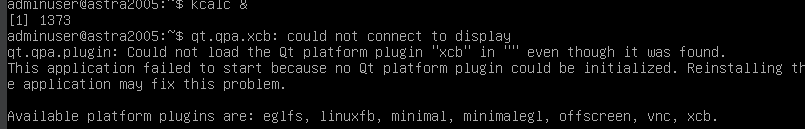 adminuser@astra2005:~$ kcalc &
[1] 1373
adminuser@astra2005:~$ qt.qpa.xcb: could not connect to display
qt.qpa.plugin: Could not load the Qt platform plugin "xcb" in "" even though it was found.
This application failed to start because no Qt platform plugin could be initialized. Reinstalling th
e application may fix this problem.

Available platform plugins are: eglfs, linuxfb, minimal, minimalegl, offscreen, vnc, xcb.